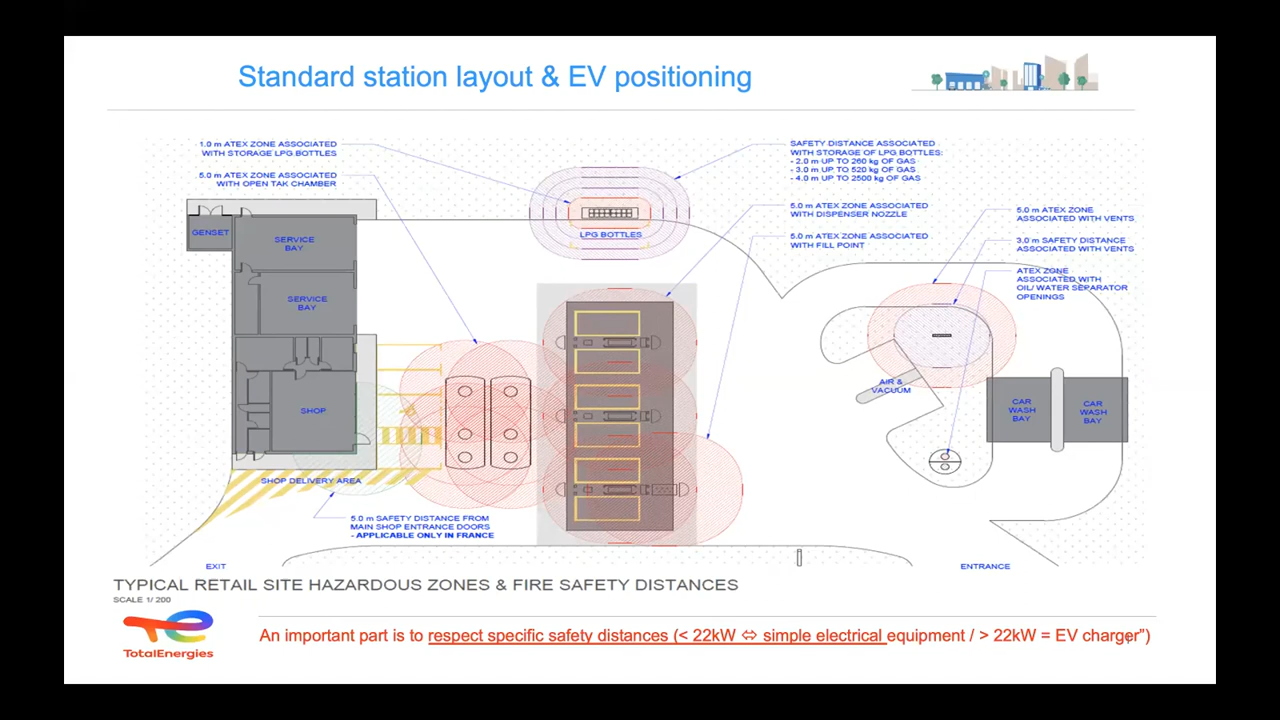 Standard station layout & EV positioning
1.0 m ATEX ZONE ASSOCIATED
WITH STORAGE LPG BOTTLES
5.0 m ATEX ZONE ASSOCIATED
WITH OPEN TAK CHAMBER
SAFETY DISTANCE ASSOCIATED
WITH STORAGE OF LPG BOTTLES:
- 2.0 m UP TO 260 kg OF GAS
- 3.0 m UP TO 520 kg OF GAS
- 4.0 m UP TO 2500 kg OF GAS
5.0 m ATEX ZONE ASSOCIATED
WITH DISPENSER NOZZLE
5.0 m ATEX ZONE ASSOCIATED
WITH FILL POINT
5.0 m ATEX ZONE
ASSOCIATED WITH VENTS
3.0 m SAFETY DISTANCE
ASSOCIATED WITH VENTS
ATEX ZONE
ASSOCIATED WITH
OIL/ WATER SEPARATOR
OPENINGS
GENSET
SERVICE
BAY
LPG BOTTLES
SERVICE
BAY
SHOP
AIR &
VACUUM
CAR
WASH
BAY
CAR
WASH
BAY
SHOP DELIVERY AREA
5.0 m SAFETY DISTANCE FROM
MAIN SHOP ENTRANCE DOORS
- APPLICABLE ONLY IN FRANCE
EXIT
ENTRANCE
TYPICAL RETAIL SITE HAZARDOUS ZONES & FIRE SAFETY DISTANCES
SCALE 1/ 200
TotalEnergies
An important part is to respect specific safety distances (< 22kW ⇔ simple electrical equipment / > 22kW = EV charger")